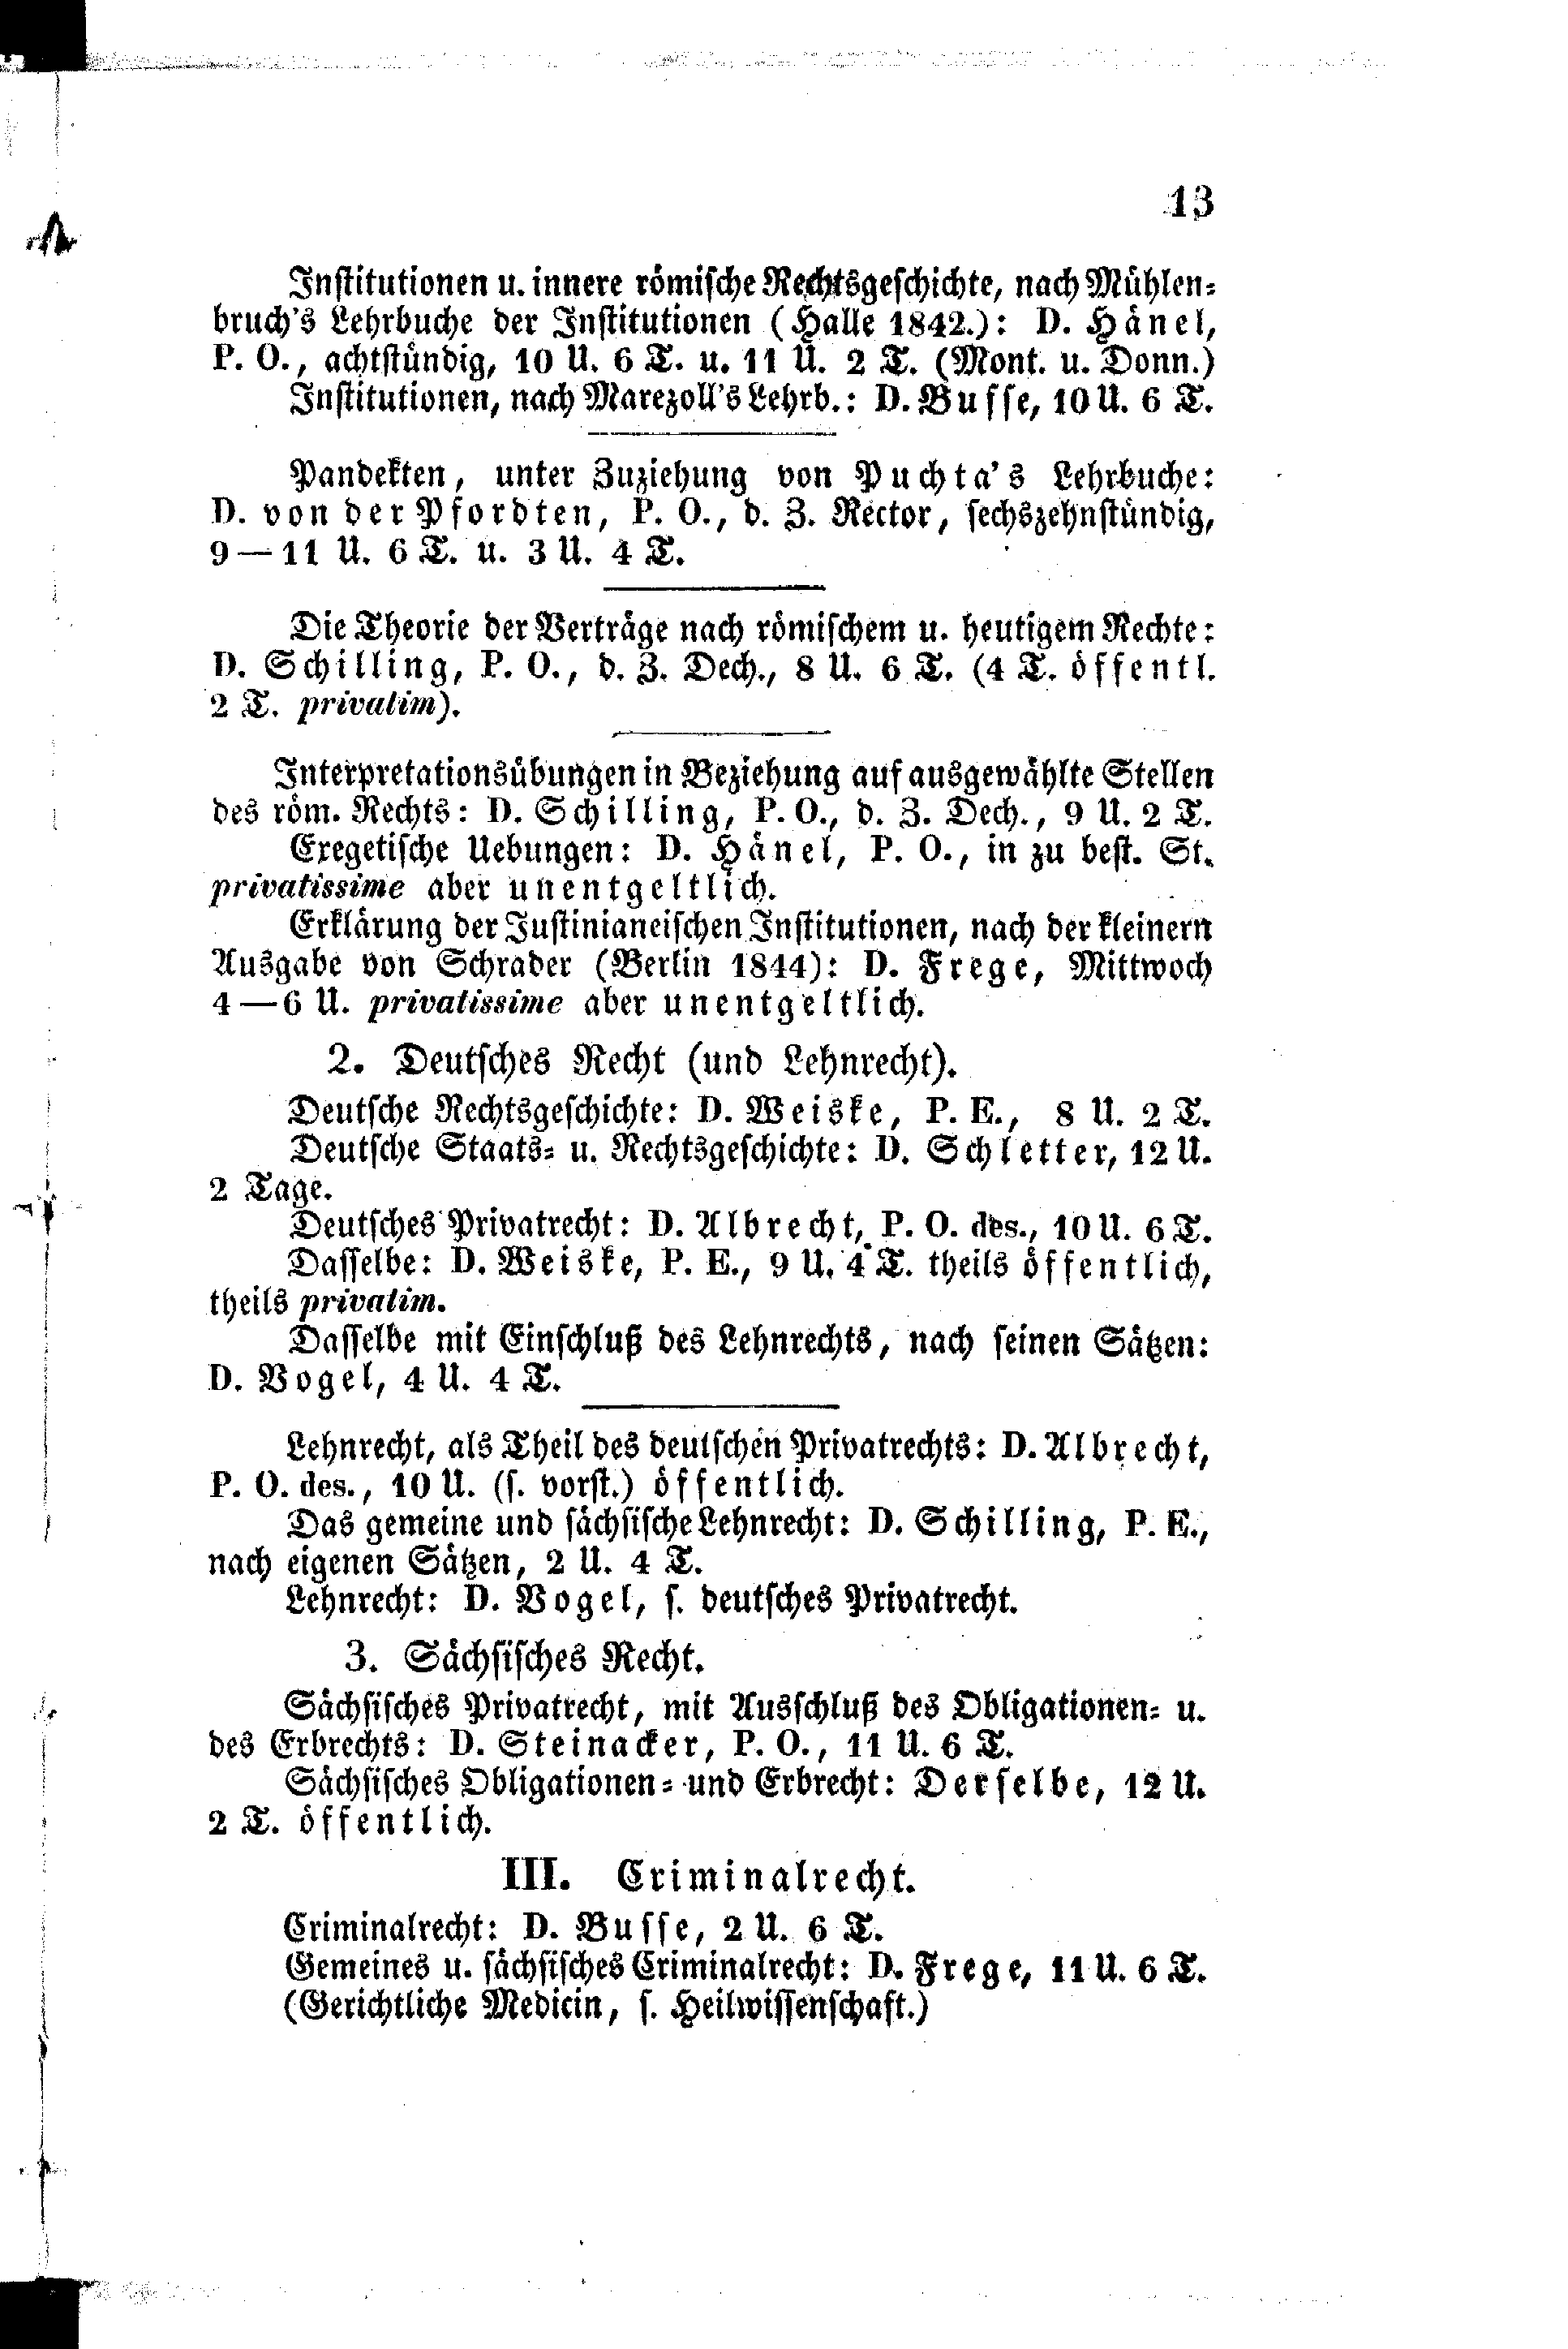 13
Institutionen u. innere römische Rechtsgeschichte, nach Mühlen-
bruch's Lehrbuche der Institutionen (Halle 1842.): D. Hänel,
P. O., achtstündig, 10 U. 6 T. u. 11 U. 2 T. (Mont. u. Donn.)
Institutionen, nach Marezoll's Lehrb.: D. Busse, 10 U. 6 T.
Pandekten, unter Zuziehung von Puchta's Lehrbuche:
D. von der Pfordten, P. O., d. Z. Rector, sechszehnstündig,
9—11 U. 6 T. u. 3 U. 4 T.
Die Theorie der Verträge nach römischem u. heutigem Rechte:
D. Schilling, P. O., d. Z. Dech., 8 U. 6 T. (4 T. öffentl.
2 T. privatim).
Interpretationsübungen in Beziehung auf ausgewählte Stellen
des röm. Rechts: D. Schilling, P. O., d. Z. Dech., 9 U. 2 T.
Exegetische Uebungen: D. Hänel, P. O., in zu best. St.
privatissime aber unentgeltlich.
Erklärung der Justinianeischen Institutionen, nach der kleinern
Ausgabe von Schrader (Berlin 1844): D. Frege, Mittwoch
4—6 U. privatissime aber unentgeltlich.
2. Deutsches Recht (und Lehnrecht).
Deutsche Rechtsgeschichte: D. Weiske, P. E., 8 U. 2 T.
Deutsche Staats- u. Rechtsgeschichte: D. Schletter, 12 U.
2 Tage.
Deutsches Privatrecht: D. Albrecht, P. O. des., 10 U. 6 T.
Dasselbe: D. Weiske, P. E., 9 U. 4 T. theils öffentlich,
theils privatim.
Dasselbe mit Einschluß des Lehnrechts, nach seinen Sätzen:
D. Vogel, 4 U. 4 T.
Lehnrecht, als Theil des deutschen Privatrechts: D. Albrecht,
P. O. des., 10 U. (s. vorst.) öffentlich.
Das gemeine und sächsische Lehnrecht: D. Schilling, P. E.,
nach eigenen Sätzen, 2 U. 4 T.
Lehnrecht: D. Vogel, s. deutsches Privatrecht.
3. Sächsisches Recht.
Sächsisches Privatrecht, mit Ausschluß des Obligationen- u.
des Erbrechts: D. Steinacker, P. O., 11 U. 6 T.
Sächsisches Obligationen- und Erbrecht: Derselbe, 12 U.
2 T. öffentlich.
III. Criminalrecht.
Criminalrecht: D. Busse, 2 U. 6 T.
Gemeines u. sächsisches Criminalrecht: D. Frege, 11 U. 6 T.
(Gerichtliche Medicin, s. Heilwissenschaft.)